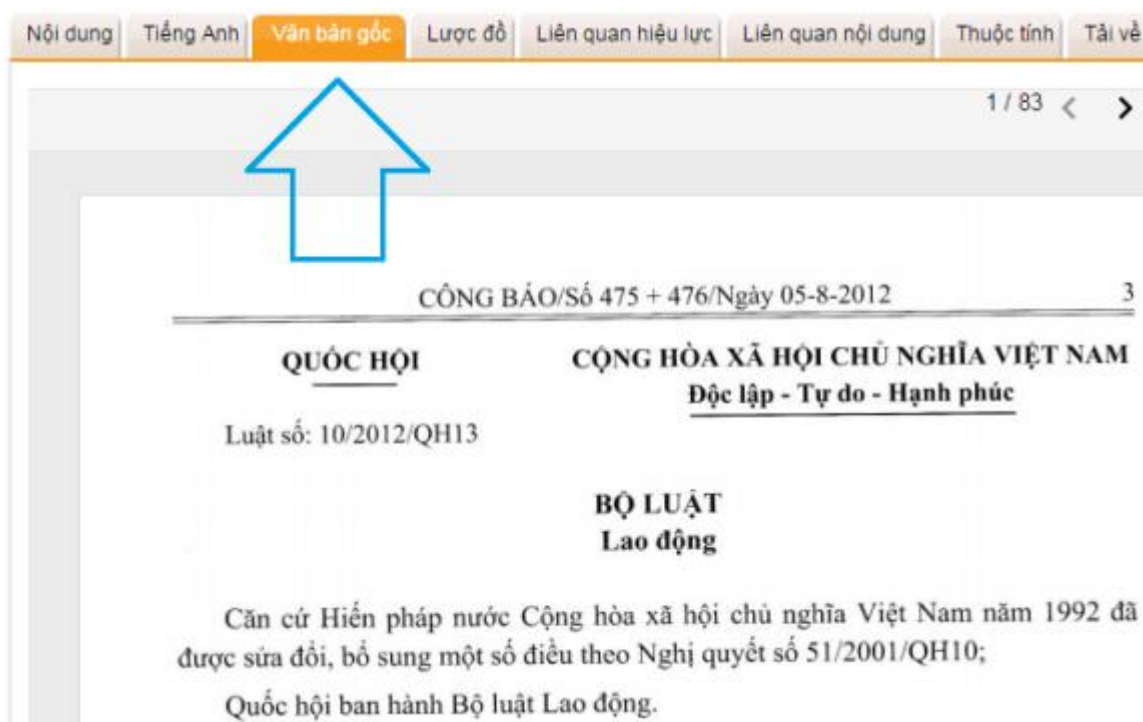 Nội dung Tiếng Anh Văn bản gốc Lược đồ Liên quan hiệu lực Liên quan nội dung Thuộc tính Tải về
1 / 83 < >
CÔNG BÁO/Số 475 + 476/Ngày 05-8-2012 3
QUỐC HỘI CỘNG HÒA XÃ HỘI CHỦ NGHĨA VIỆT NAM
Độc lập - Tự do - Hạnh phúc
Luật số: 10/2012/QH13
BỘ LUẬT
Lao động
Căn cứ Hiến pháp nước Cộng hòa xã hội chủ nghĩa Việt Nam năm 1992 đã
được sửa đổi, bổ sung một số điều theo Nghị quyết số 51/2001/QH10;
Quốc hội ban hành Bộ luật Lao động.